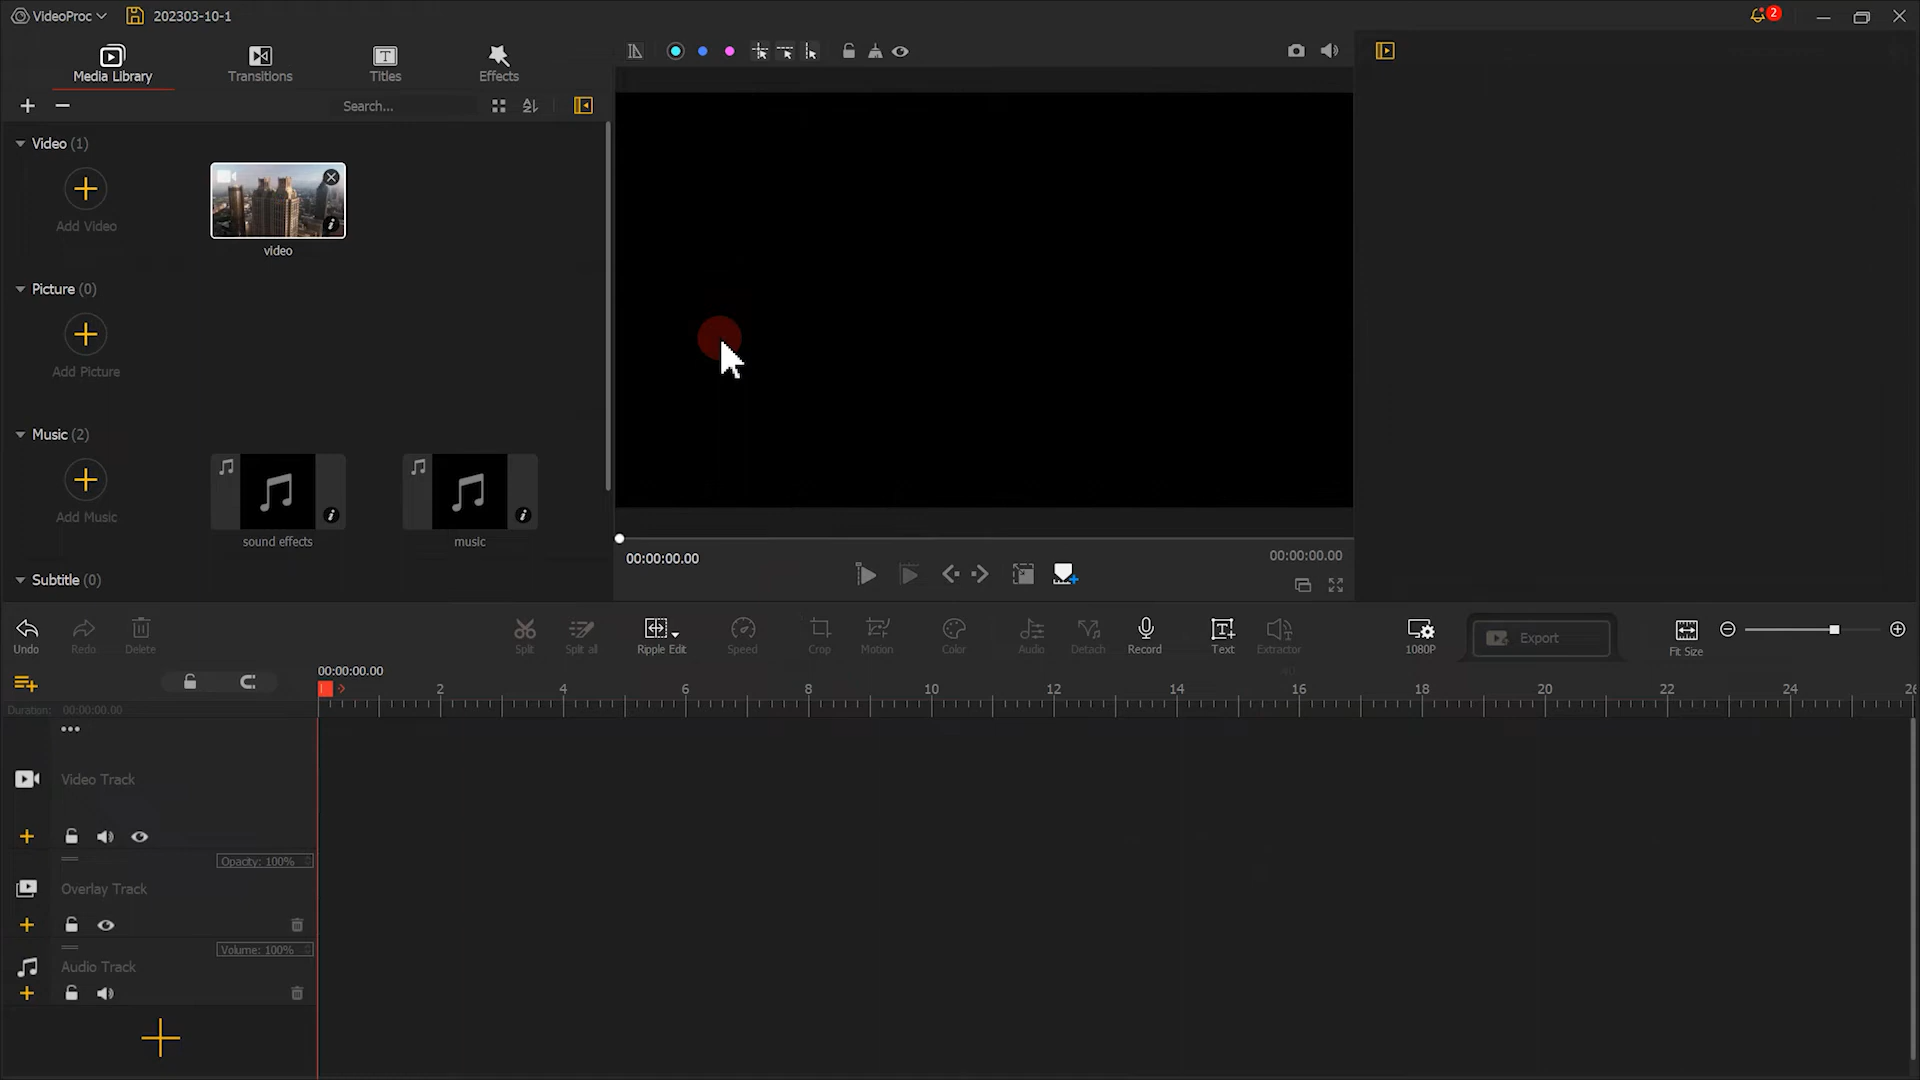 VideoProc
202303-10-1
2
Media Library
Transitions
Titles
Effects
Search...
Video (1)
Add Video
video
Picture (0)
Add Picture
Music (2)
Add Music
sound effects
music
Subtitle (0)
00:00:00.00
00:00:00.00
Undo
Redo
Delete
Split
Split all
Ripple Edit
Speed
Crop
Motion
Color
Audio
Detach
Record
Text
Extractor
1080P
Export
Fit Size
00:00:00.00
2 4 6 8 10 12 14 16 18 20 22 24 26
Duration: 00:00:00.00
Video Track
Opacity: 100%
Overlay Track
Volume: 100%
Audio Track